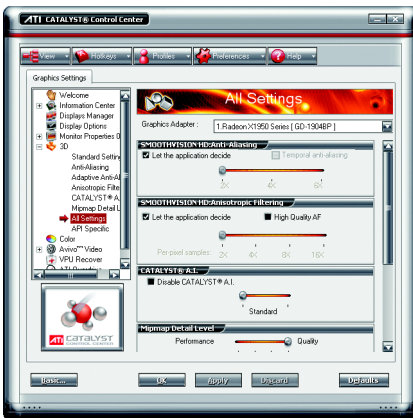 ATI CATALYST® Control Center
View Hotkeys Profiles Preferences Help
Graphics Settings
Welcome
Information Center
Displays Manager
Display Options
Monitor Properties 0
3D
Standard Setting
Anti-Aliasing
Adaptive Anti-Al
Anisotropic Filte
CATALYST® A
Mipmap Detail L
All Settings
API Specific
Color
Avivo™ Video
VPU Recover
All Settings
Graphics Adapter :
1.Radeon X1950 Series [ GD-1904BP ]
SMOOTHVISION HD:Anti-Aliasing
Let the application decide
Temporal anti-aliasing
2X 4X 6X
SMOOTHVISION HD:Anisotropic Filtering
Let the application decide
High Quality AF
Per-pixel samples: 2X 4X 8X 16X
CATALYST® A.I.
Disable CATALYST® A.I.
Standard
Mipmap Detail Level
Performance
Quality
ATI CATALYST
CONTROL CENTER
Basic...
OK
Apply
Discard
Defaults